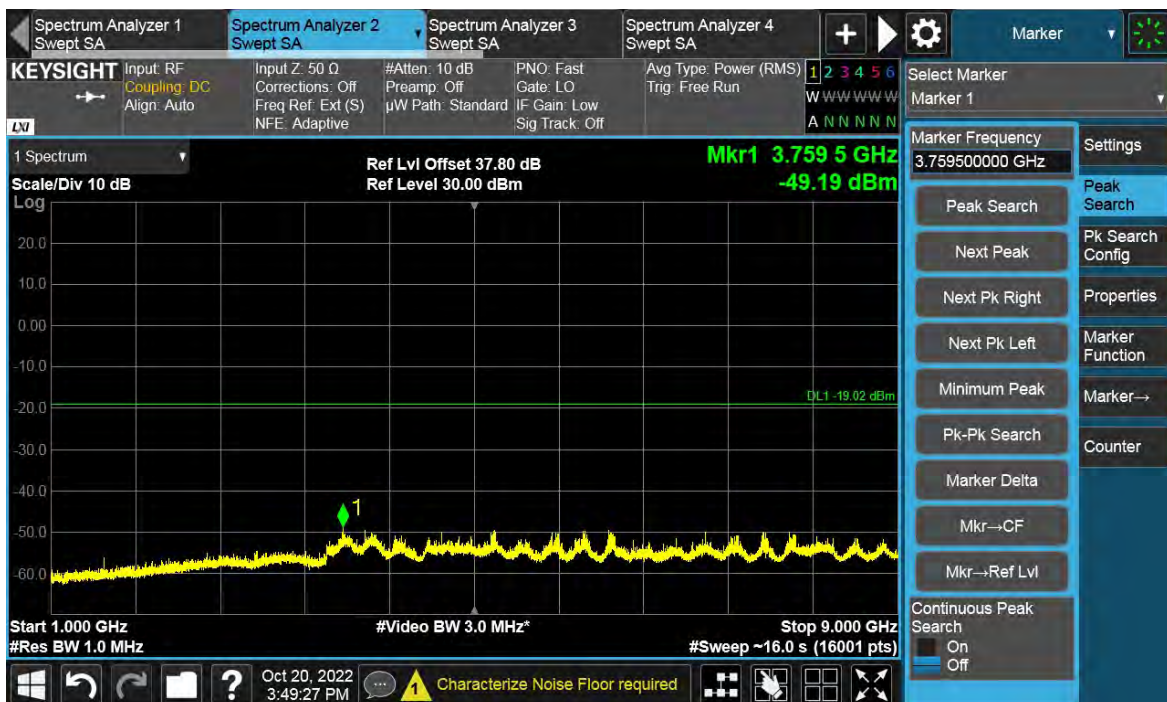 Spectrum Analyzer 1
Swept SA
Spectrum Analyzer 2
Swept SA
Spectrum Analyzer 3
Swept SA
Spectrum Analyzer 4
Swept SA
+
Marker
KEYSIGHT
LXI
Input: RF
Coupling: DC
Align: Auto
Input Z: 50 Ω
Corrections: Off
Freq Ref: Ext (S)
NFE: Adaptive
#Atten: 10 dB
Preamp: Off
µW Path: Standard
PNO: Fast
Gate: LO
IF Gain: Low
Sig Track: Off
Avg Type: Power (RMS)
Trig: Free Run
1 2 3 4 5 6
W W W W W W
A N N N N N
Select Marker
Marker 1
1 Spectrum
Scale/Div 10 dB
Log
Ref Lvl Offset 37.80 dB
Ref Level 30.00 dBm
Mkr1 3.759 5 GHz
-49.19 dBm
20.0
10.0
0.00
-10.0
-20.0
-30.0
-40.0
-50.0
-60.0
DL1 -19.02 dBm
1
Start 1.000 GHz
#Res BW 1.0 MHz
#Video BW 3.0 MHz*
Stop 9.000 GHz
#Sweep ~16.0 s (16001 pts)
Marker Frequency
3.759500000 GHz
Peak Search
Next Peak
Next Pk Right
Next Pk Left
Minimum Peak
Pk-Pk Search
Marker Delta
Mkr→CF
Mkr→Ref Lvl
Continuous Peak
Search
On
Off
Settings
Peak
Search
Pk Search
Config
Properties
Marker
Function
Marker→
Counter
?
Oct 20, 2022
3:49:27 PM
1
Characterize Noise Floor required